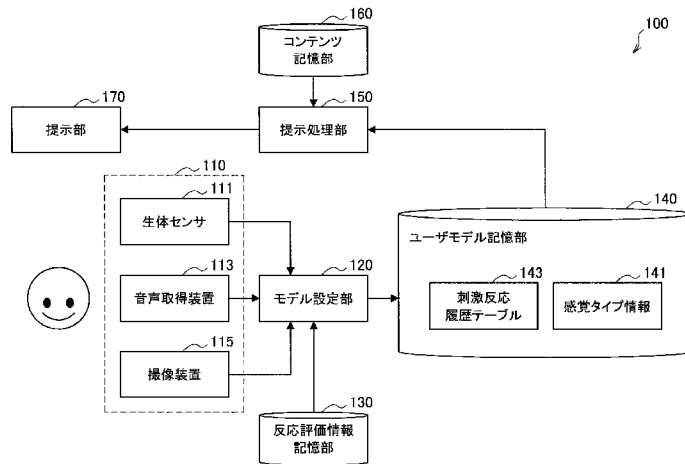 160
100
コンテンツ
記憶部
170
150
提示部
提示処理部
110
111
140
生体センサ
ユーザモデル記憶部
113
120
143
141
音声取得装置
モデル設定部
刺激反応
履歴テーブル
感覚タイプ情報
115
撮像装置
130
反応評価情報
記憶部